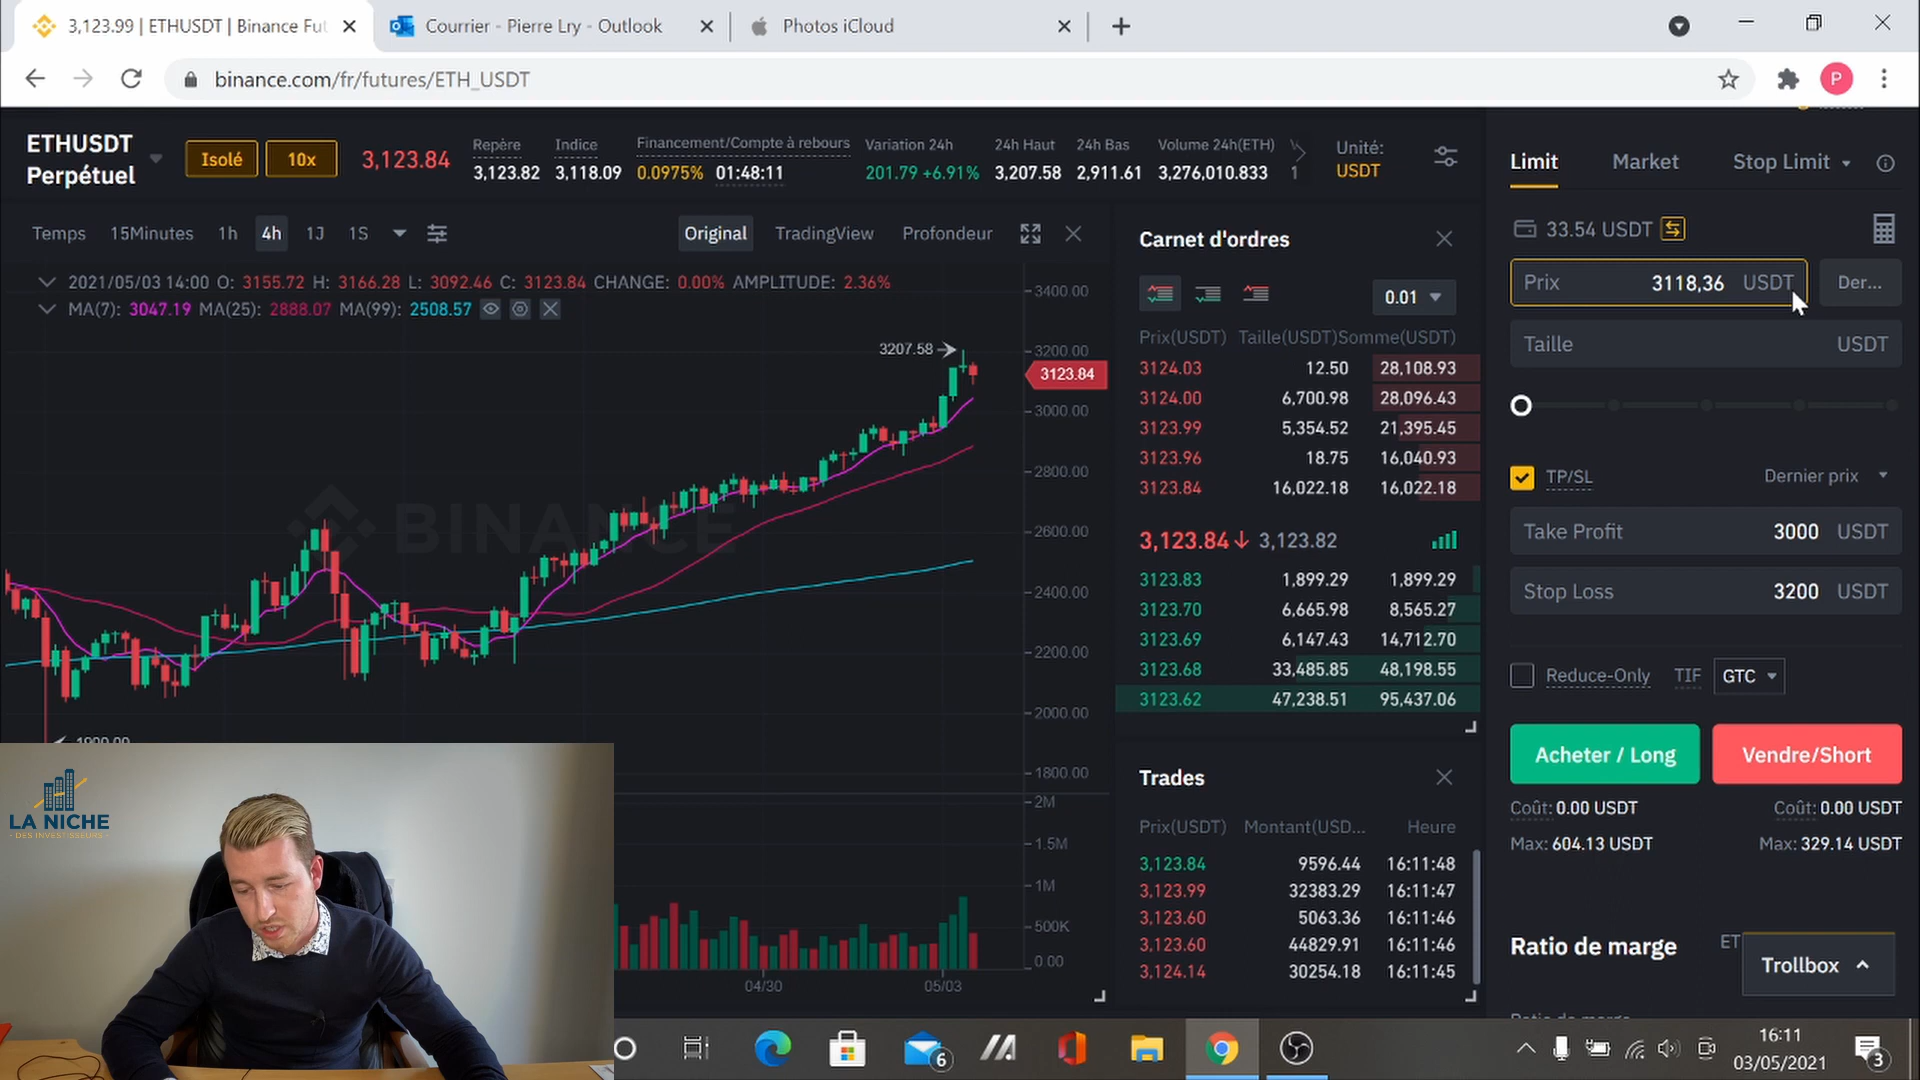 3,123.99 | ETHUSDT | Binance Fut
Courrier - Pierre Lry - Outlook
Photos iCloud
binance.com/fr/futures/ETH_USDT
P
ETHUSDT
Perpétuel
Isolé
10x
3,123.84
Repère
3,123.82
Indice
3,118.09
Financement/Compte à rebours
0.0975% 01:48:11
Variation 24h
201.79 +6.91%
24h Haut
3,207.58
24h Bas
2,911.61
Volume 24h(ETH)
3,276,010.833
1
Unité:
USDT
Temps 15Minutes 1h 4h 1J 1S
Original TradingView Profondeur
2021/05/03 14:00 O: 3155.72 H: 3166.28 L: 3092.46 C: 3123.84 CHANGE: 0.00% AMPLITUDE: 2.36%
MA(7): 3047.19 MA(25): 2888.07 MA(99): 2508.57
3400.00
3207.58
3200.00
3123.84
3000.00
2800.00
BINANCE
2600.00
2400.00
2200.00
2000.00
1800.00
2M
1.5M
1M
500K
0.00
04/30 05/03
Carnet d'ordres
0.01
Prix(USDT) Taille(USDT) Somme(USDT)
3124.03 12.50 28,108.93
3124.00 6,700.98 28,096.43
3123.99 5,354.52 21,395.45
3123.96 18.75 16,040.93
3123.84 16,022.18 16,022.18
3,123.84 3,123.82
3123.83 1,899.29 1,899.29
3123.70 6,665.98 8,565.27
3123.69 6,147.43 14,712.70
3123.68 33,485.85 48,198.55
3123.62 47,238.51 95,437.06
Trades
Prix(USDT) Montant(USD... Heure
3,123.84 9596.44 16:11:48
3,123.99 32383.29 16:11:47
3,123.60 5063.36 16:11:46
3,123.60 44829.91 16:11:46
3,124.14 30254.18 16:11:45
Limit Market Stop Limit
33.54 USDT
Prix 3118,36 USDT
Der...
Taille USDT
TP/SL Dernier prix
Take Profit 3000 USDT
Stop Loss 3200 USDT
Reduce-Only TIF GTC
Acheter / Long
Vendre/Short
Coût: 0.00 USDT Coût: 0.00 USDT
Max: 604.13 USDT Max: 329.14 USDT
Ratio de marge
ET
Trollbox
LA NICHE
- DES INVESTISSEURS -
6
16:11
03/05/2021
3